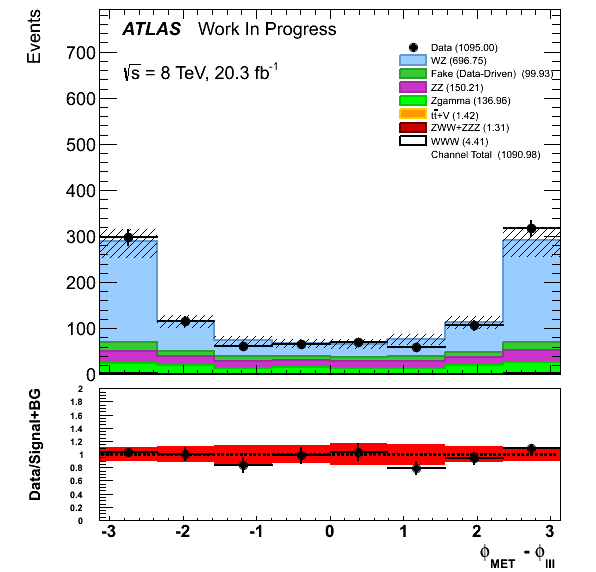 Events
ATLAS Work In Progress
√s = 8 TeV, 20.3 fb⁻¹
Data (1095.00)
WZ (696.75)
Fake (Data-Driven) (99.93)
ZZ (150.21)
Zgamma (136.96)
tt̄+V (1.42)
ZWW+ZZZ (1.31)
WWW (4.41)
Channel Total (1090.98)
700
600
500
400
300
200
100
0
Data/Signal+BG
2
1.8
1.6
1.4
1.2
1
0.8
0.6
0.4
0.2
0
-3 -2 -1 0 1 2 3
ϕMET - ϕlll